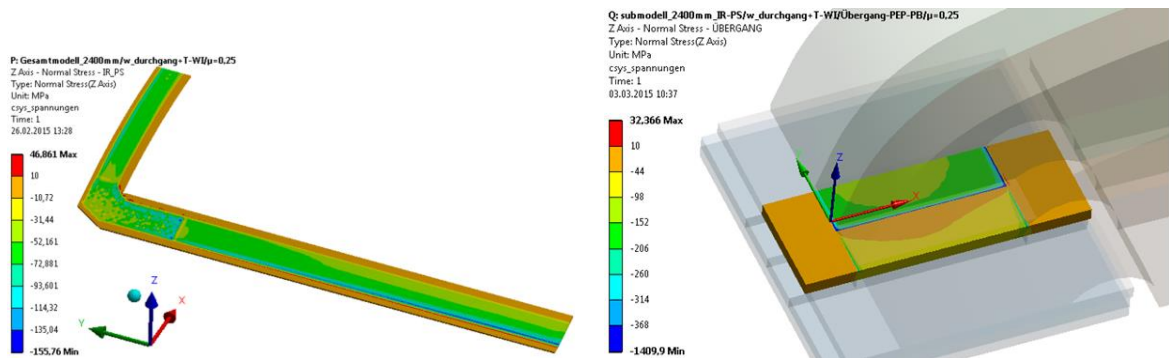 P: Gesamtmodell_2400mm/w_durchgang+T-WI/µ=0,25
Z Axis - Normal Stress - IR_PS
Type: Normal Stress(Z Axis)
Unit: MPa
csys_spannungen
Time: 1
26.02.2015 13:28
46,861 Max
10
-10,72
-31,44
-52,161
-72,881
-93,601
-114,32
-135,04
-155,76 Min
Z
X
Y
Q: submodell_2400mm_IR-PS/w_durchgang+T-WI/Übergang-PEP-PB/µ=0,25
Z Axis - Normal Stress - ÜBERGANG
Type: Normal Stress(Z Axis)
Unit: MPa
csys_spannungen
Time: 1
03.03.2015 10:37
32,366 Max
10
-44
-98
-152
-206
-260
-314
-368
-1409,9 Min
Y
Z
X